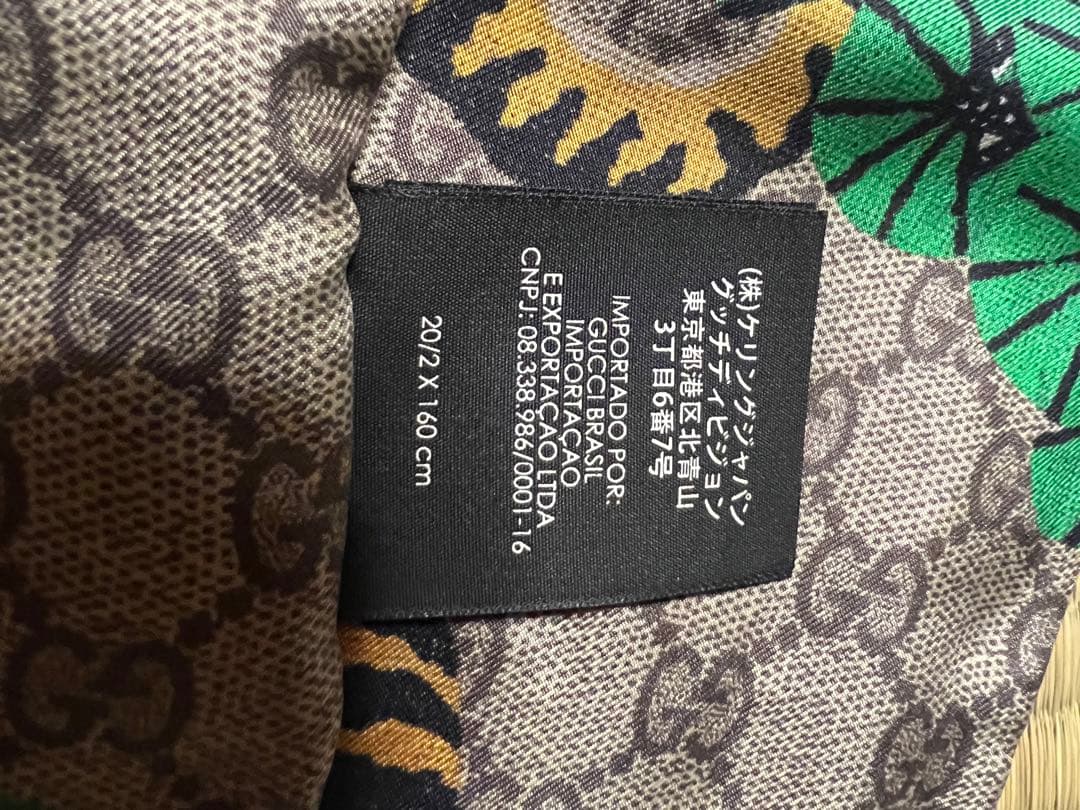 (株)ケリングジャパン
グッチディビジョン
東京都港区北青山
3丁目6番7号
IMPORTADO POR:
GUCCI BRASIL
IMPORTAÇAO
E EXPORTAÇAO LTDA
CNPJ: 08.338.986/0001-16
20/2 X 160 cm